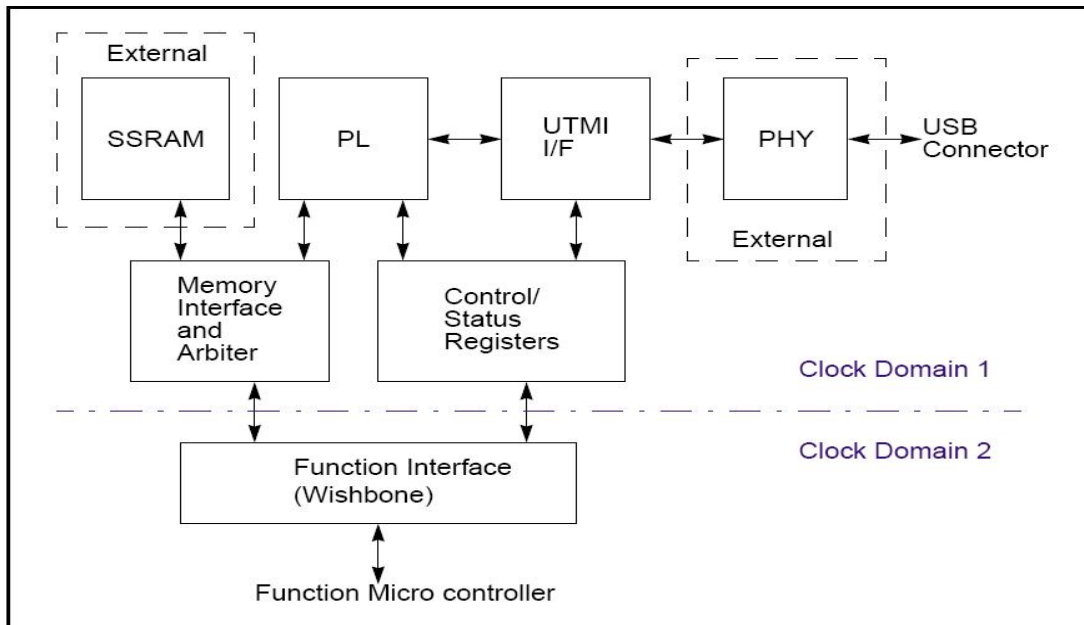 External
SSRAM
PL
UTMI
I/F
PHY
USB
Connector
External
Memory
Interface
and
Arbiter
Control/
Status
Registers
Clock Domain 1
Clock Domain 2
Function Interface
(Wishbone)
Function Micro controller